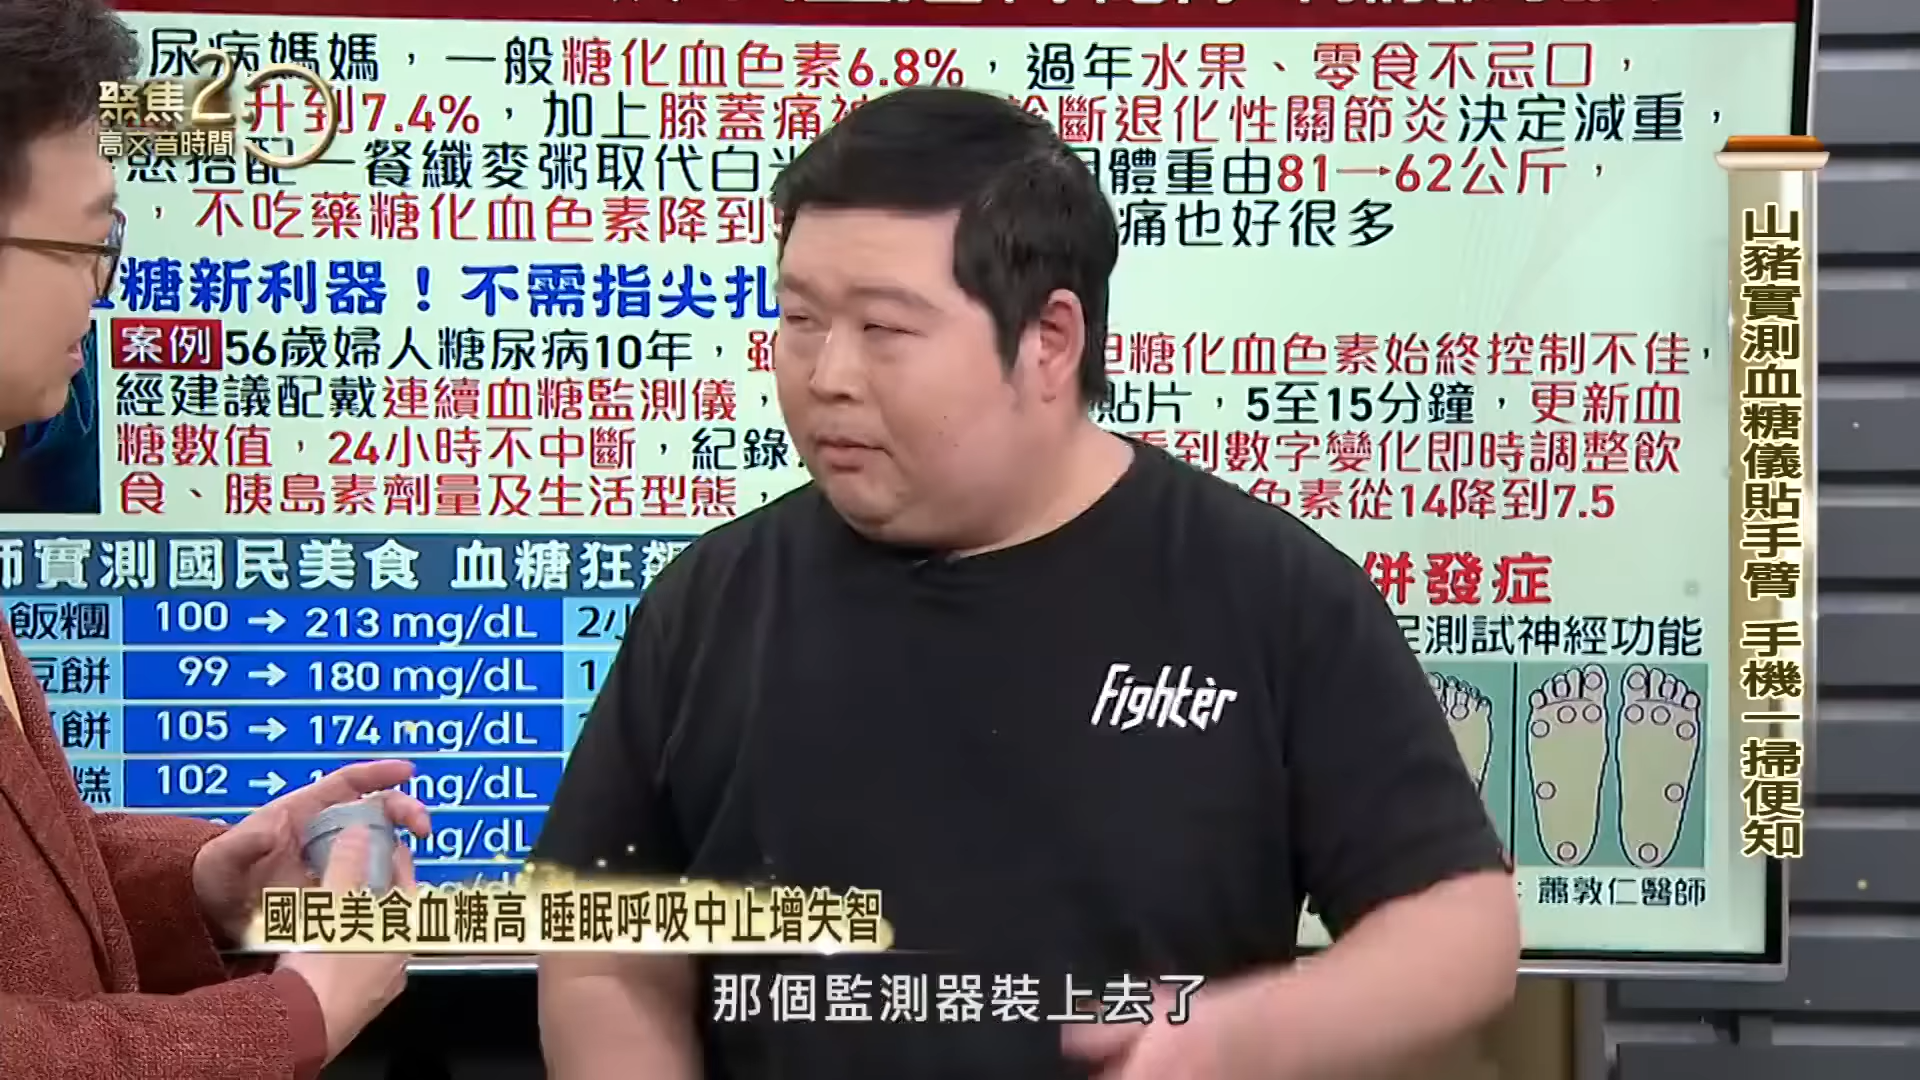 尿病媽媽，一般糖化血色素6.8%，過年水果、零食不忌口，
升到7.4%，加上膝蓋痛 診斷退化性關節炎決定減重，
搭配一餐纖麥粥取代白 體重由81→62公斤，
，不吃藥糖化血色素降到 痛也好很多
聚焦2.0
高文音時間
糖新利器！不需指尖扎
案例 56歲婦人糖尿病10年，雖 糖化血色素始終控制不佳，
經建議配戴連續血糖監測儀， 貼片，5至15分鐘，更新血
糖數值，24小時不中斷，紀錄 看到數字變化即時調整飲
食、胰島素劑量及生活型態， 色素從14降到7.5
師實測國民美食 血糖狂飆
飯糰 100 → 213 mg/dL 2小
豆餅 99 → 180 mg/dL 1
餅 105 → 174 mg/dL
糕 102 → mg/dL
mg/dL
mg/dL
併發症
足測試神經功能
蕭敦仁醫師
山豬實測血糖儀貼手臂 手機一掃便知
Fighter
國民美食血糖高 睡眠呼吸中止增失智
那個監測器裝上去了